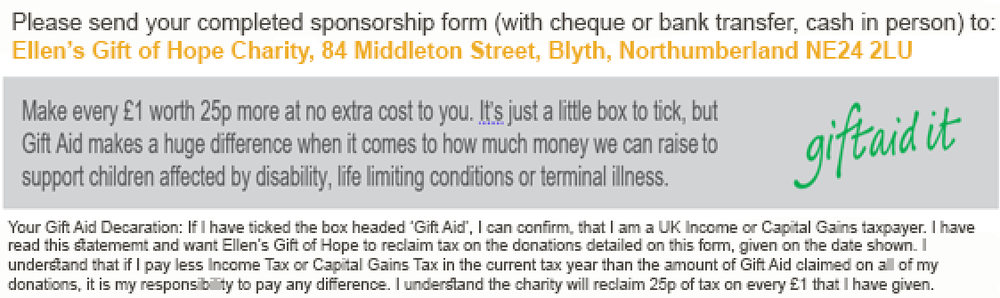 Please send your completed sponsorship form (with cheque or bank transfer, cash in person) to:
Ellen's Gift of Hope Charity, 84 Middleton Street, Blyth, Northumberland NE24 2LU
Make every £1 worth 25p more at no extra cost to you. It's just a little box to tick, but
Gift Aid makes a huge difference when it comes to how much money we can raise to
support children affected by disability, life limiting conditions or terminal illness.
giftaid it
Your Gift Aid Decaration: If I have ticked the box headed 'Gift Aid', I can confirm, that I am a UK Income or Capital Gains taxpayer. I have
read this statememt and want Ellen's Gift of Hope to reclaim tax on the donations detailed on this form, given on the date shown. I
understand that if I pay less Income Tax or Capital Gains Tax in the current tax year than the amount of Gift Aid claimed on all of my
donations, it is my responsibility to pay any difference. I understand the charity will reclaim 25p of tax on every £1 that I have given.